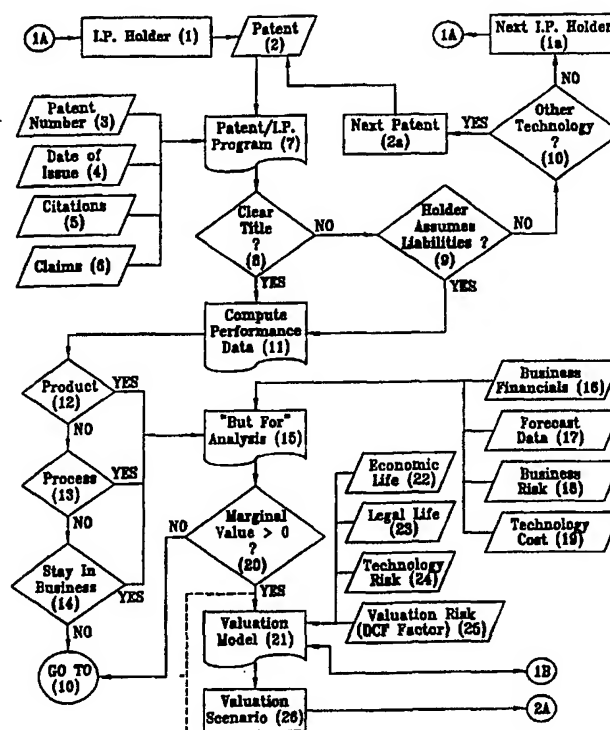 1A
I.P. Holder (1)
Patent
(2)
1A
Next I.P. Holder
(1a)
NO
Patent
Number (3)
Date of
Issue (4)
Citations
(5)
Claims (6)
Patent/I.P.
Program (7)
Next Patent
(2a)
YES
Other
Technology
?
(10)
Clear
Title
?
(8)
NO
Holder
Assumes
Liabilities ?
(9)
NO
YES
YES
Compute
Performance
Data (11)
Product
(12)
YES
NO
Process
(13)
YES
NO
Stay In
Business
(14)
YES
NO
GO TO
(10)
"But For"
Analysis (15)
Business
Financials (16)
Forecast
Data (17)
Business
Risk (18)
Technology
Cost (19)
NO
Marginal
Value > 0
?
(20)
YES
Economic
Life (22)
Legal Life
(23)
Technology
Risk (24)
Valuation Risk
(DCF Factor) (25)
Valuation
Model (21)
1B
Valuation
Scenario (26)
2A